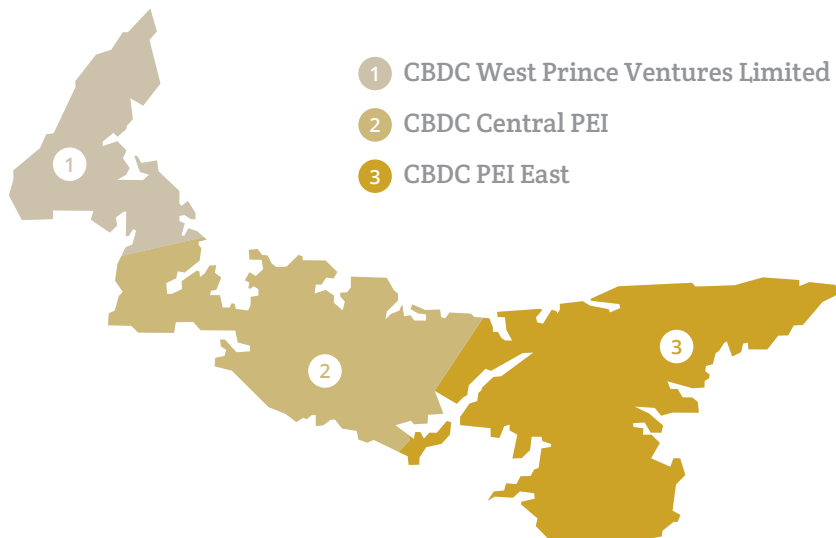 1 CBDC West Prince Ventures Limited
2 CBDC Central PEI
3 CBDC PEI East
1
2
3